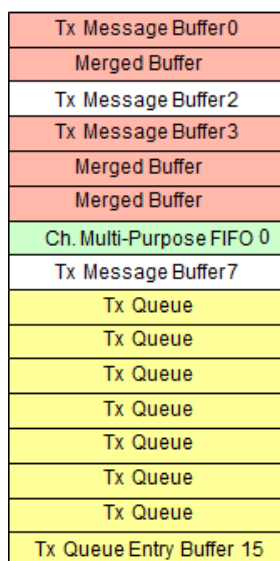 Tx Message Buffer0
Merged Buffer
Tx Message Buffer2
Tx Message Buffer3
Merged Buffer
Merged Buffer
Ch. Multi-Purpose FIFO 0
Tx Message Buffer7
Tx Queue
Tx Queue
Tx Queue
Tx Queue
Tx Queue
Tx Queue
Tx Queue
Tx Queue Entry Buffer 15